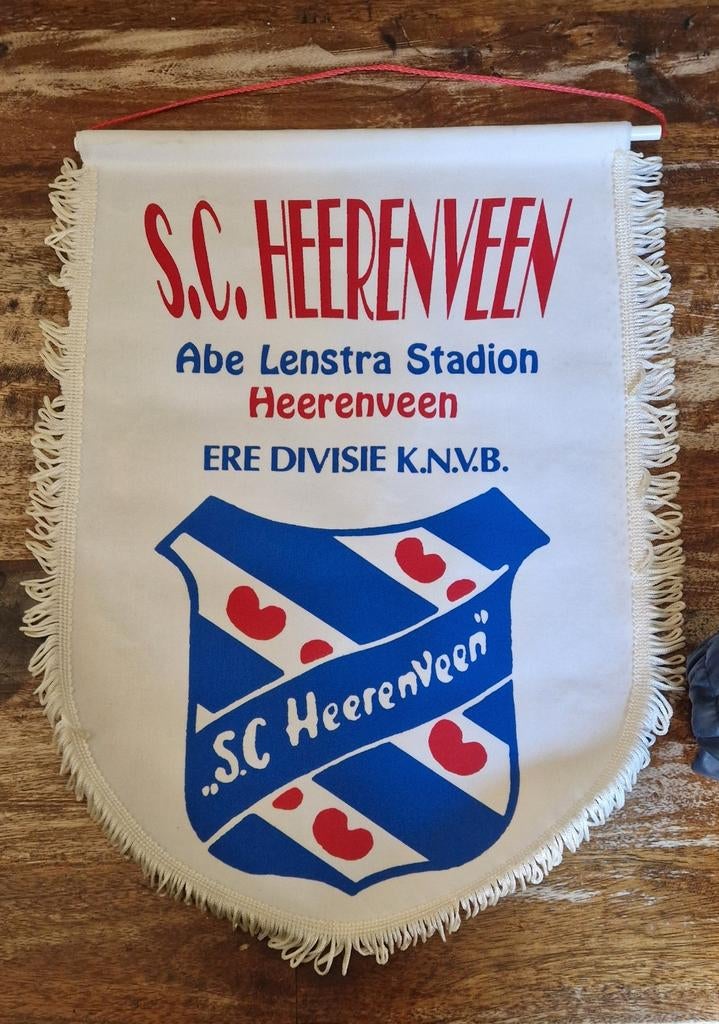 S.C. HEERENVEEN
Abe Lenstra Stadion
Heerenveen
ERE DIVISIE K.N.V.B.
„S.C HeerenVeen"